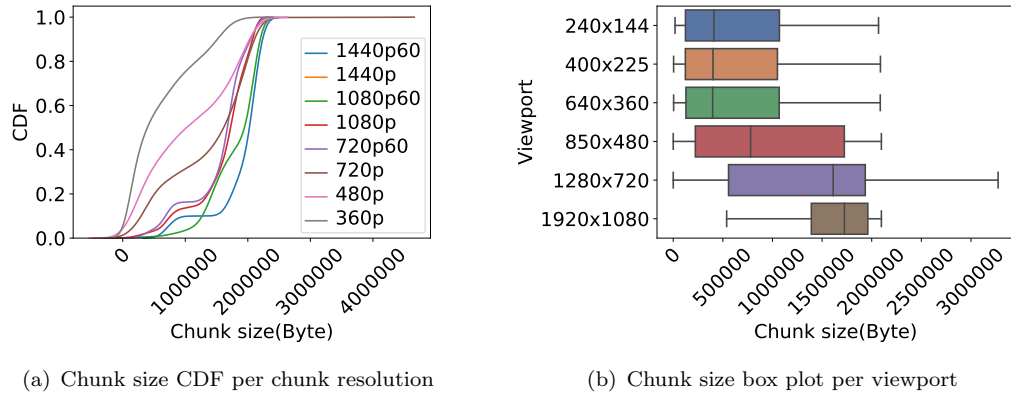 1.0
0.8
0.6
0.4
0.2
0.0
CDF
1440p60
1440p
1080p60
1080p
720p60
720p
480p
360p
0
1000000
2000000
3000000
4000000
Chunk size(Byte)
(a) Chunk size CDF per chunk resolution
Viewport
240x144
400x225
640x360
850x480
1280x720
1920x1080
0
500000
1000000
1500000
2000000
2500000
3000000
Chunk size(Byte)
(b) Chunk size box plot per viewport